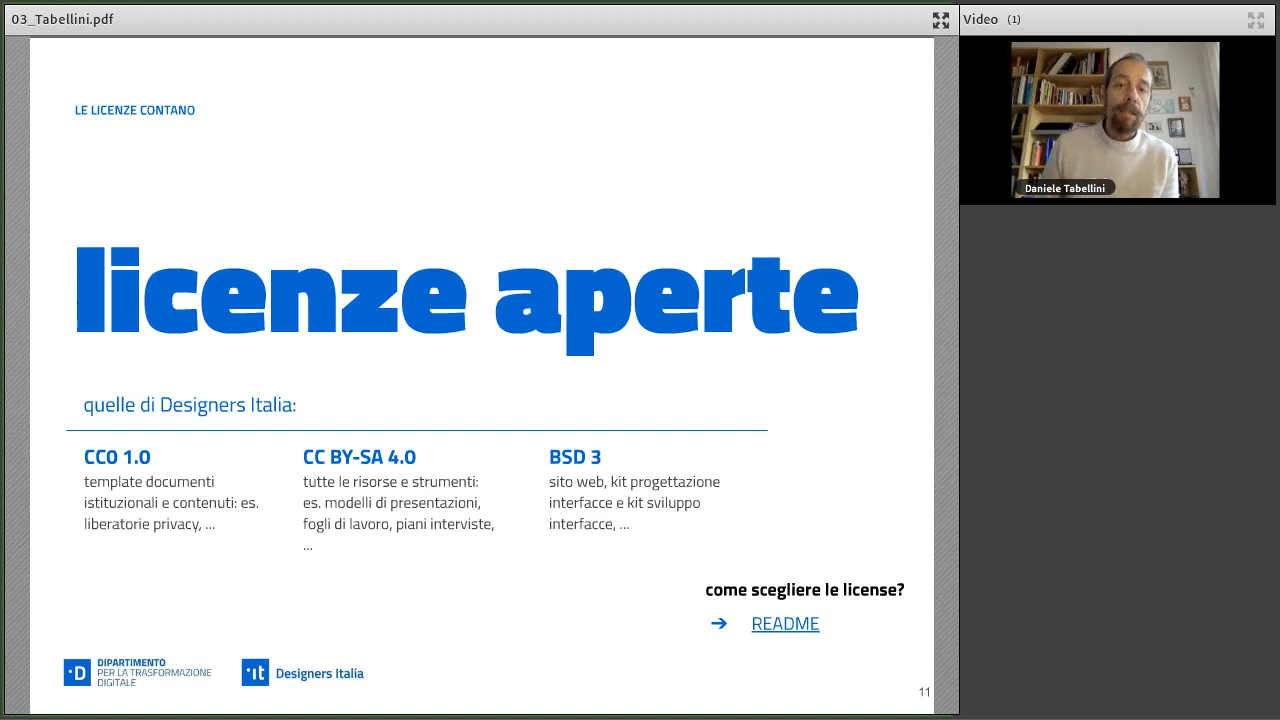 03_Tabellini.pdf
Video (1)
Daniele Tabellini
LE LICENZE CONTANO
licenze aperte
quelle di Designers Italia:
CC0 1.0
template documenti
istituzionali e contenuti: es.
liberatorie privacy, ...
CC BY-SA 4.0
tutte le risorse e strumenti:
es. modelli di presentazioni,
fogli di lavoro, piani interviste,
...
BSD 3
sito web, kit progettazione
interfacce e kit sviluppo
interfacce, ...
come scegliere le license?
➔ README
·D
DIPARTIMENTO
PER LA TRASFORMAZIONE
DIGITALE
·it
Designers Italia
11